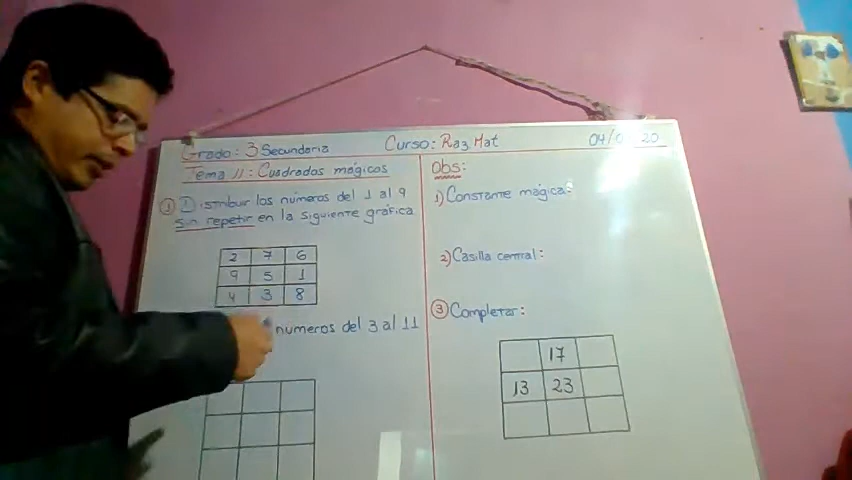 Grado: 3 Secundaria
Curso: Raz Mat
Tema 11: Cuadrados mágicos
① Distribuir los números del 1 al 9
sin repetir en la siguiente gráfica
2 7 6
9 5 1
4 3 8
números del 3 al 11
Obs:
1) Constante mágica:
2) Casilla central:
③ Completar:
17
13 23